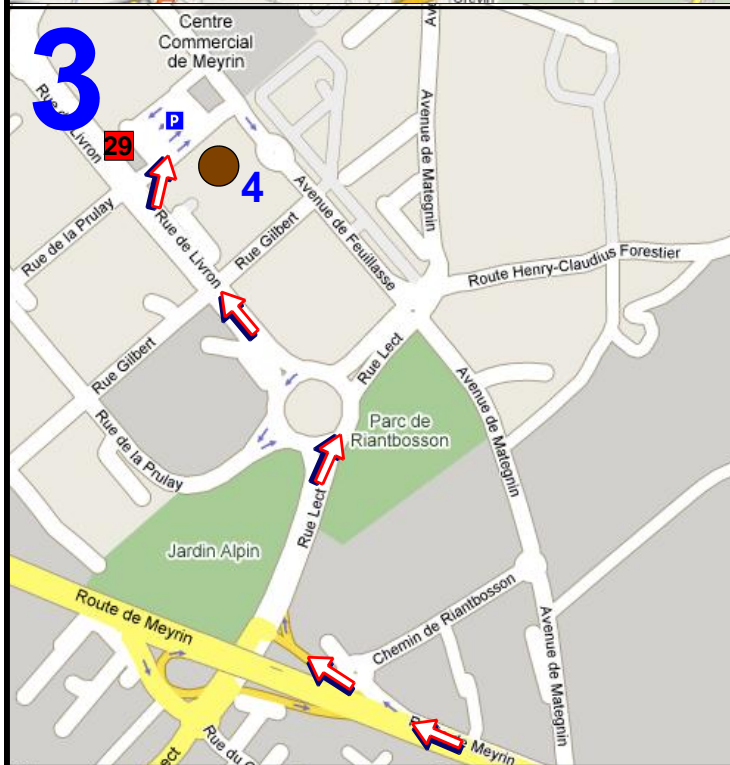 3
Centre
Commercial
de Meyrin
Rue de Livron
P
29
4
Avenue de Mategnin
Avenue de Feuillasse
Rue de la Prulay
Rue de Livron
Rue Gilbert
Route Henry-Claudius Forestier
Rue Gilbert
Rue Lect
Avenue de Mategnin
Parc de
Riantbosson
Rue de la Prulay
Rue Lect
Jardin Alpin
Route de Meyrin
Chemin de Riantbosson
Avenue de Mategnin
de Meyrin
Rue du
ect